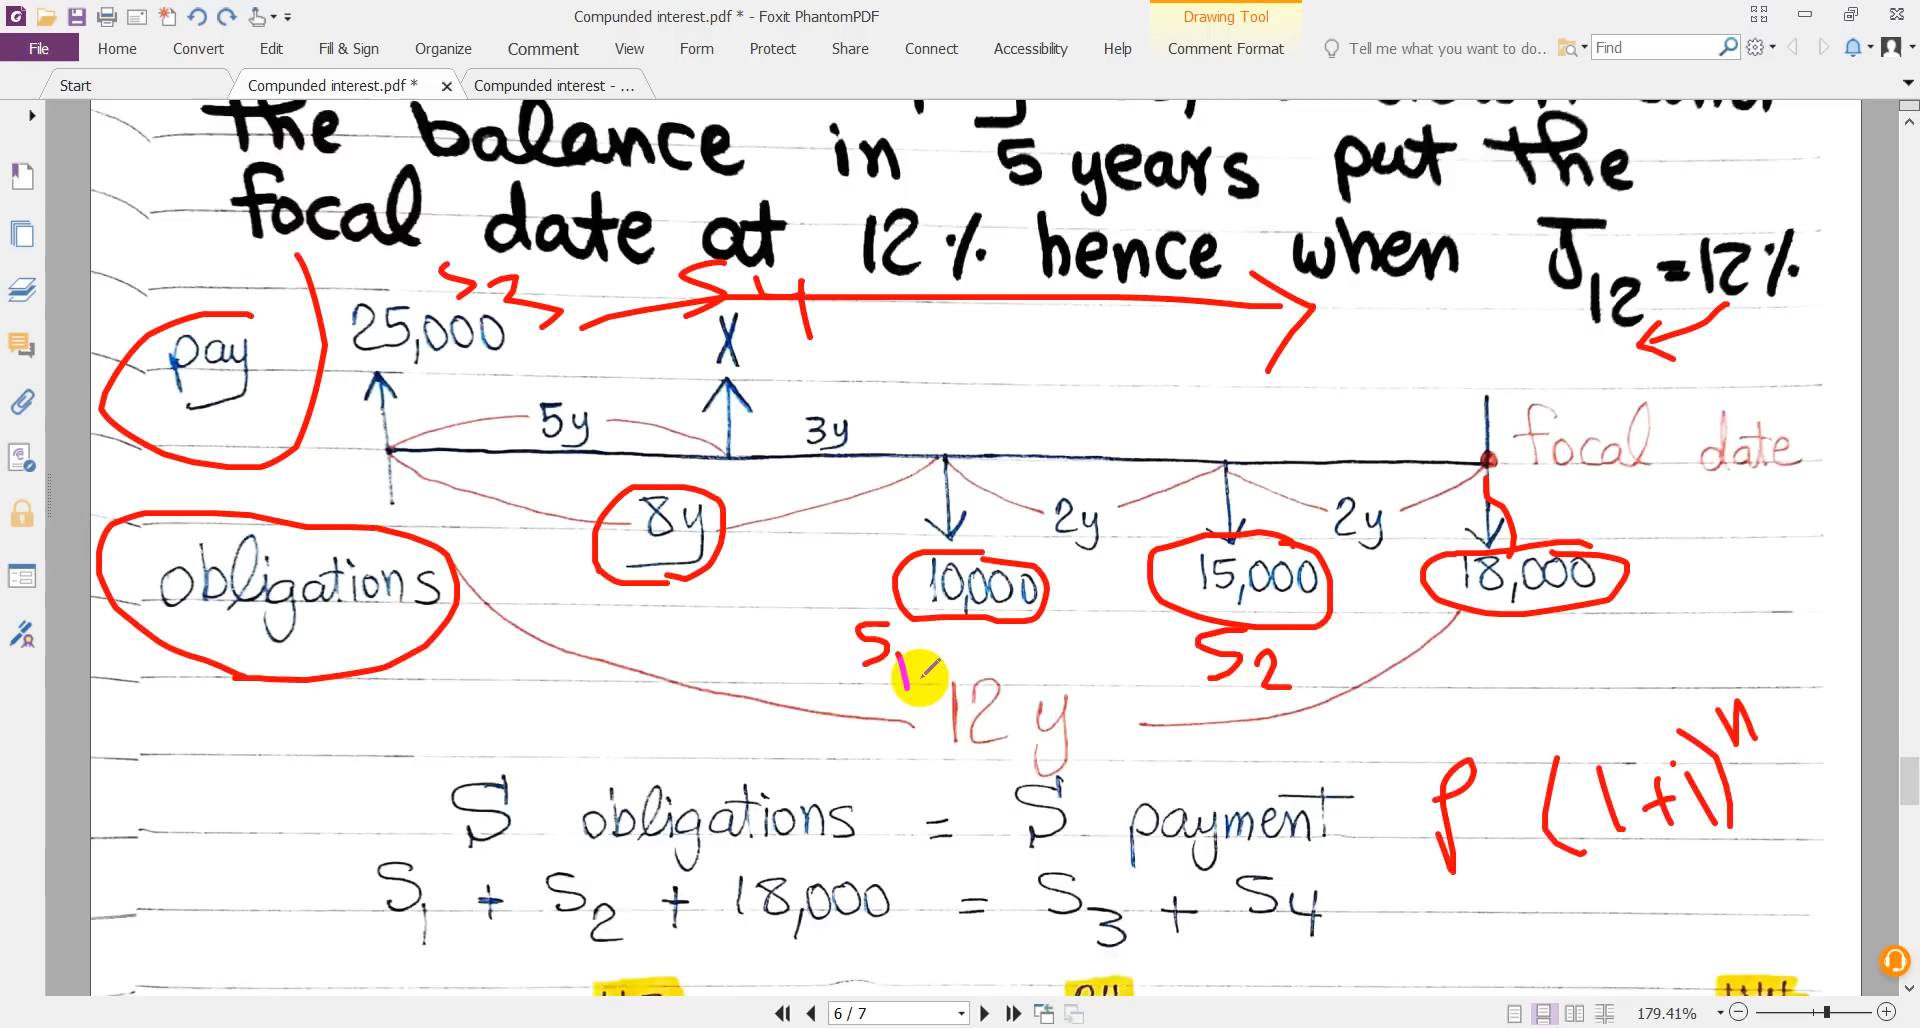 Compunded interest.pdf * - Foxit PhantomPDF
Drawing Tool
File Home Convert Edit Fill & Sign Organize Comment View Form Protect Share Connect Accessibility Help Comment Format Tell me what you want to do... Find
Start Compunded interest.pdf * Compunded interest - ...
the balance in 5 years put the
focal date at 12% hence when J12 = 12%
S3 S4
pay 25,000 X
5y 3y focal date
8y 2y 2y
obligations 10,000 15,000 18,000
S1 S2
12 y
P (1+i)n
S obligations = S payment
S1 + S2 + 18,000 = S3 + S4
6 / 7 179.41%